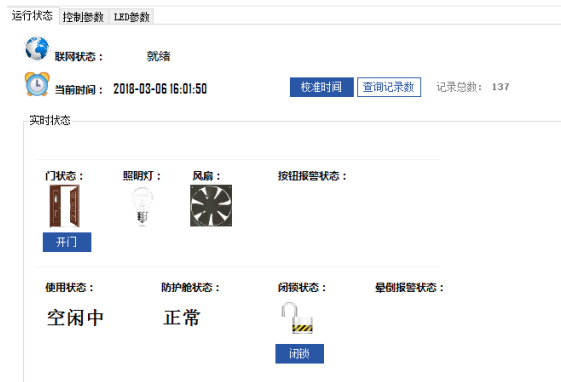 运行状态 控制参数 LED参数
联网状态： 就绪
当前时间： 2018-03-06 16:01:50 校准时间 查询记录数 记录总数： 137
实时状态
门状态： 照明灯： 风扇： 按钮报警状态：
开门
使用状态： 防护舱状态： 闭锁状态： 晕倒报警状态：
空闲中 正常
闭锁